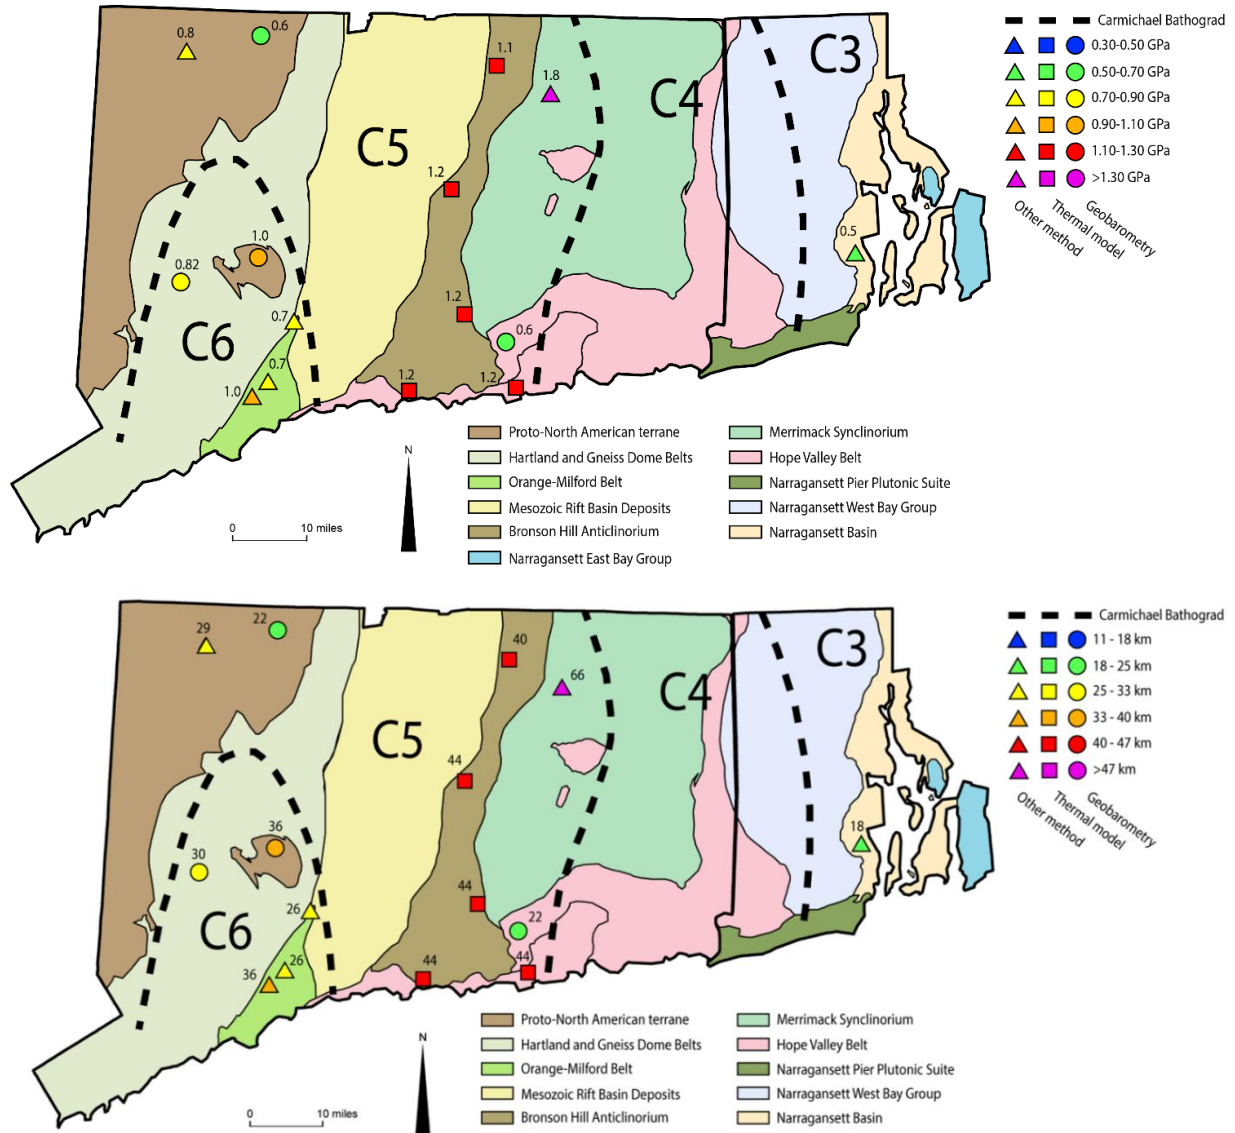 0.8
0.6
1.1
1.8
C3
C4
C5
1.2
1.0
0.82
0.5
0.7
C6
1.2
0.6
0.7
1.0
1.2
1.2
Carmichael Bathograd
0.30-0.50 GPa
0.50-0.70 GPa
0.70-0.90 GPa
0.90-1.10 GPa
1.10-1.30 GPa
>1.30 GPa
Other method
Thermal model
Geobarometry
Proto-North American terrane
Hartland and Gneiss Dome Belts
Orange-Milford Belt
Mesozoic Rift Basin Deposits
Bronson Hill Anticlinorium
Narragansett East Bay Group
Merrimack Synclinorium
Hope Valley Belt
Narragansett Pier Plutonic Suite
Narragansett West Bay Group
Narragansett Basin
N
0 10 miles
29
22
40
66
C3
C4
C5
44
36
30
18
26
C6
44
22
26
36
44
44
Carmichael Bathograd
11 - 18 km
18 - 25 km
25 - 33 km
33 - 40 km
40 - 47 km
>47 km
Other method
Thermal model
Geobarometry
Proto-North American terrane
Hartland and Gneiss Dome Belts
Orange-Milford Belt
Mesozoic Rift Basin Deposits
Bronson Hill Anticlinorium
Merrimack Synclinorium
Hope Valley Belt
Narragansett Pier Plutonic Suite
Narragansett West Bay Group
Narragansett Basin
N
0 10 miles